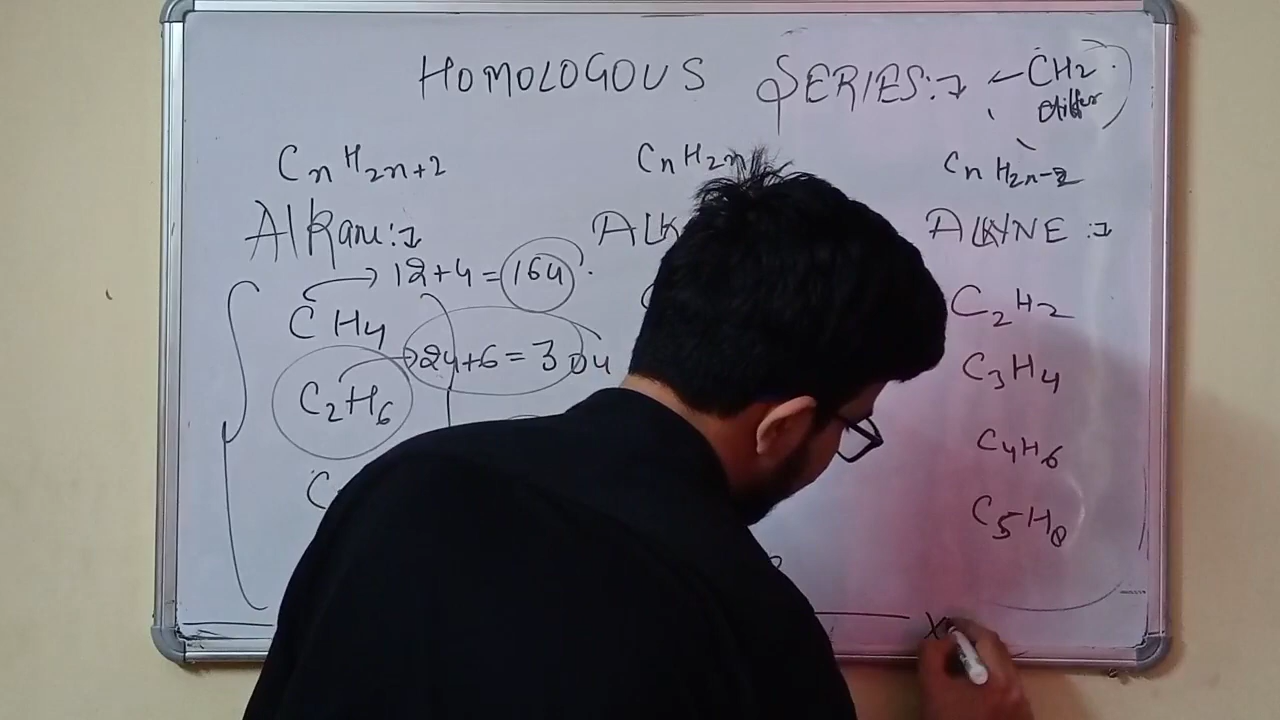 HOMOLOGOUS SERIES:- CH2
differ
CnH2n+2 CnH2n CnH2n-2
Alkane:- ALK ALKYNE :-
12+4 = 16u
CH4 C2H2
24+6 = 30u
C2H6 C3H4
C4H6
C C5H8
X